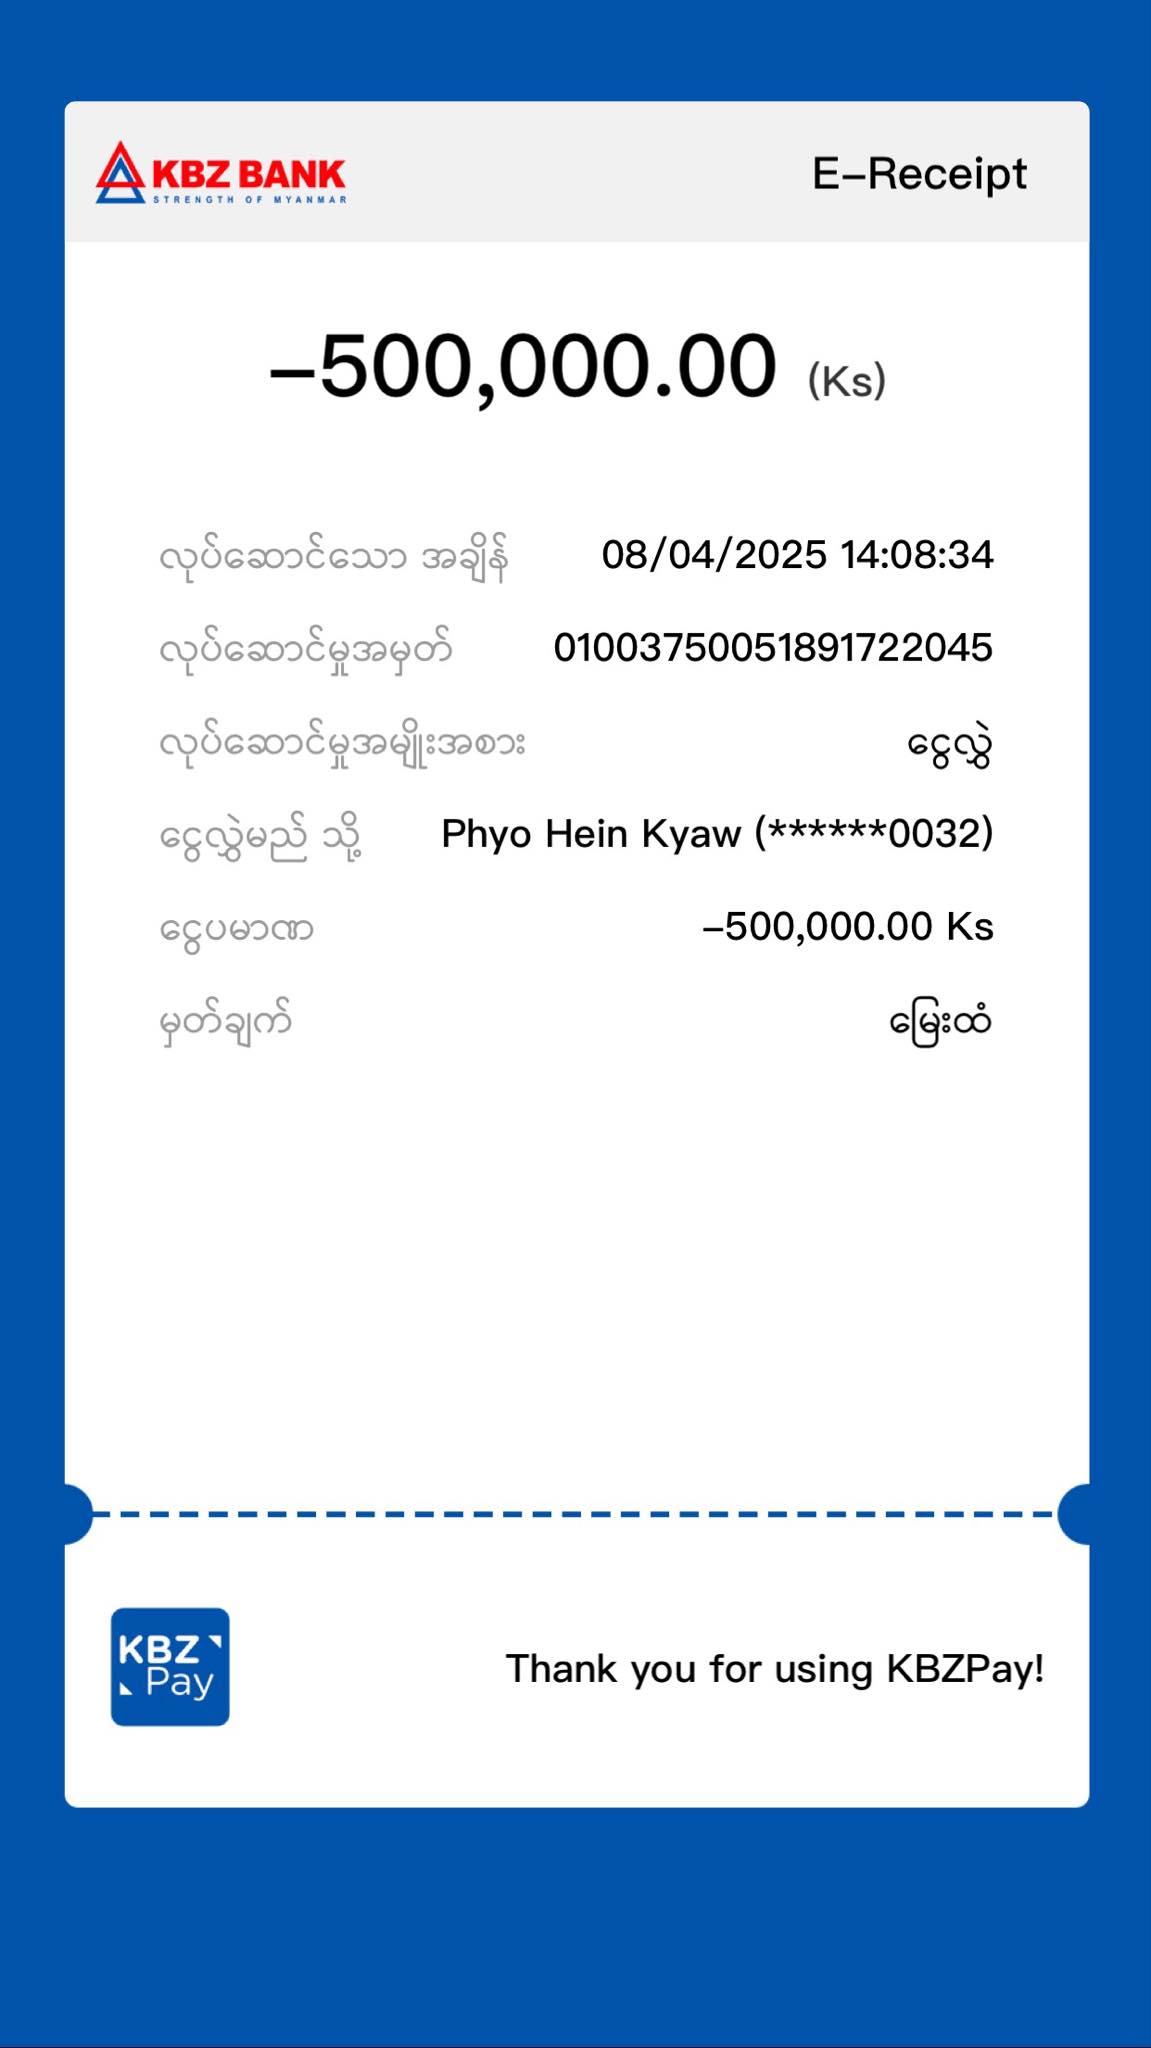 KBZ BANK
STRENGTH OF MYANMAR
E-Receipt
-500,000.00 (Ks)
လုပ်ဆောင်သော အချိန် 08/04/2025 14:08:34
လုပ်ဆောင်မှုအမှတ် 01003750051891722045
လုပ်ဆောင်မှုအမျိုးအစား ငွေလွှဲ
ငွေလွှဲမည် သို့ Phyo Hein Kyaw (******0032)
ငွေပမာဏ -500,000.00 Ks
မှတ်ချက် မြေးထံ
KBZ
Pay
Thank you for using KBZPay!